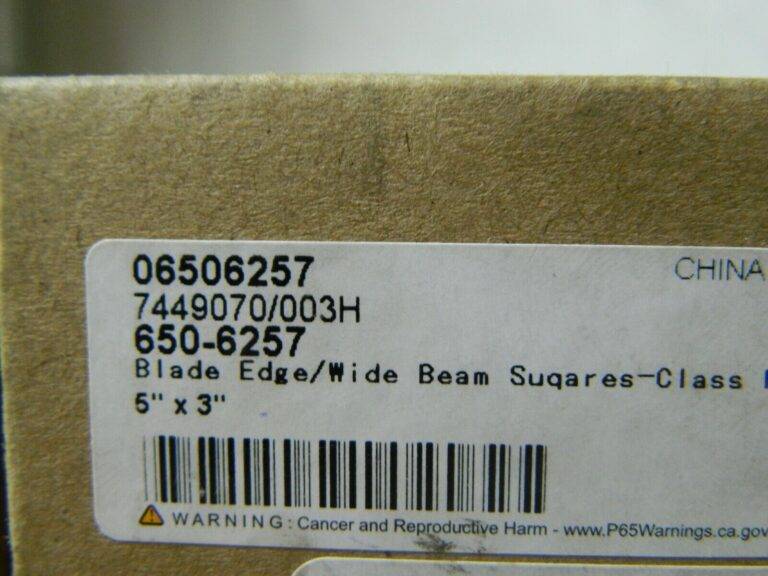 06506257
CHINA
7449070/003H
650-6257
Blade Edge/Wide Beam Suqares-Class
5" x 3"
WARNING: Cancer and Reproductive Harm - www.P65Warnings.ca.gov